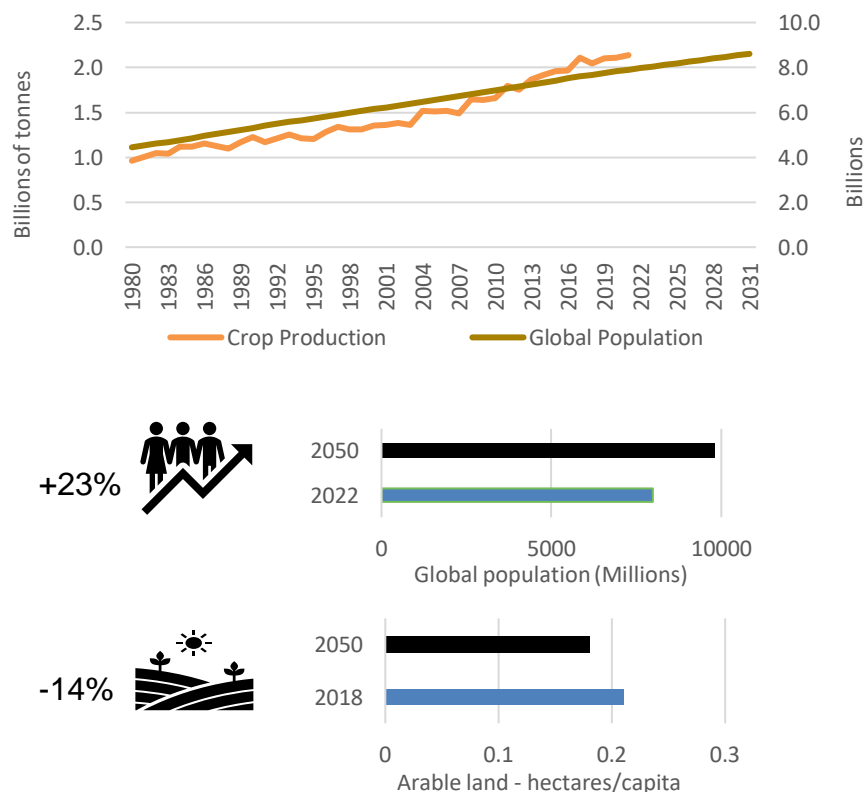 2.5 10.0
2.0 8.0
1.5 6.0
1.0 4.0
0.5 2.0
0.0 0.0
Billions of tonnes
Billions
1980 1983 1986 1989 1992 1995 1998 2001 2004 2007 2010 2013 2016 2019 2022 2025 2028 2031
Crop Production Global Population
+23%
2050
2022
0 5000 10000
Global population (Millions)
-14%
2050
2018
0 0.1 0.2 0.3
Arable land - hectares/capita